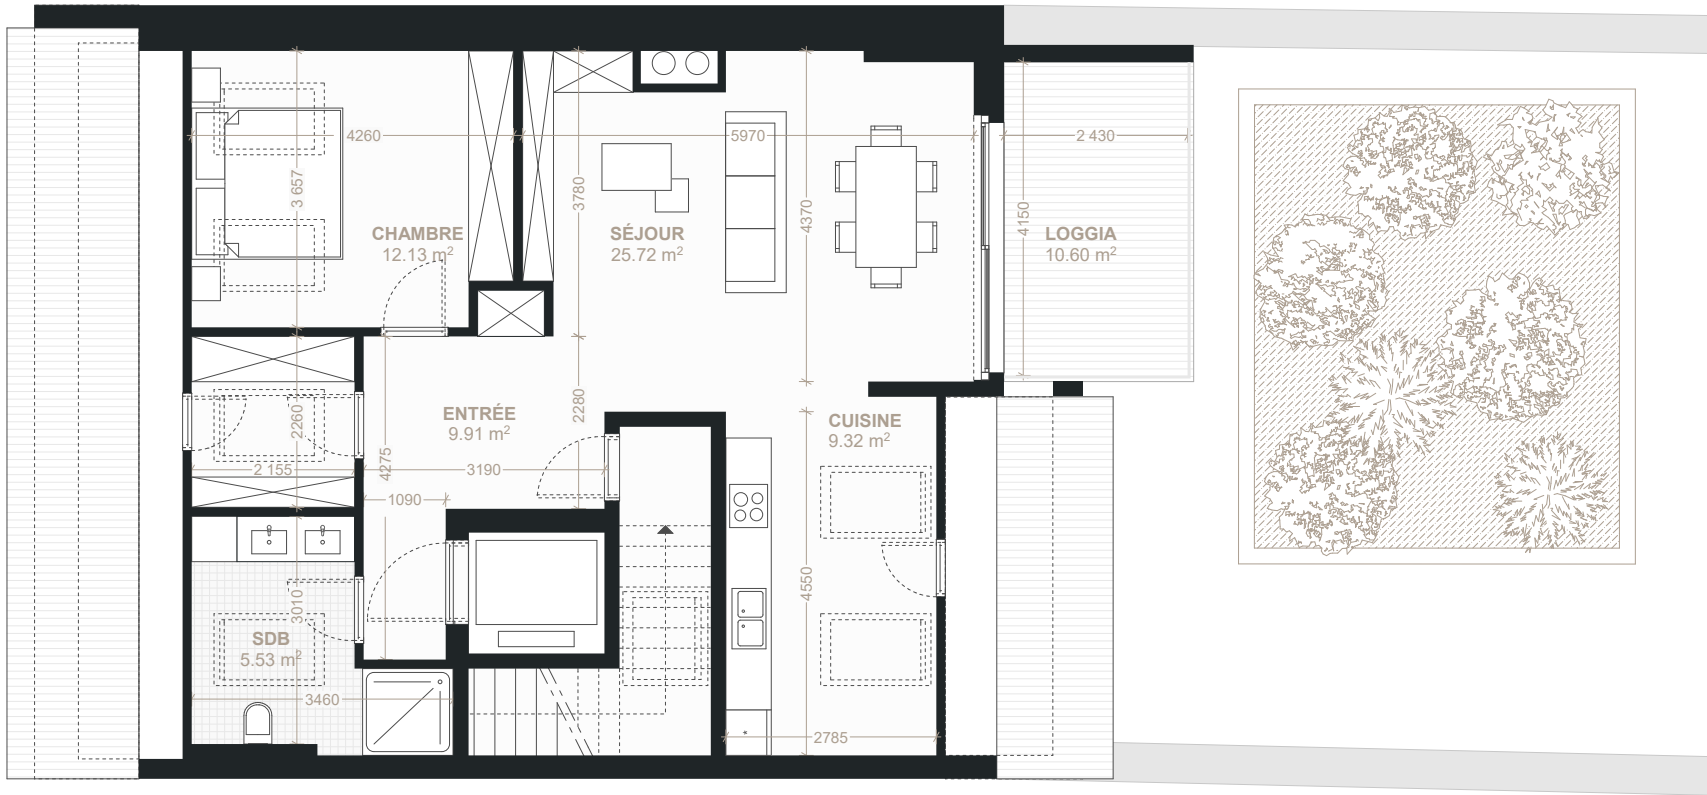 4260
5970
2 430
3 657
3780
4370
4150
CHAMBRE
12.13 m²
SÉJOUR
25.72 m²
LOGGIA
10.60 m²
ENTRÉE
9.91 m²
CUISINE
9.32 m²
2260
2280
4275
2 155
3190
1090
3010
4550
SDB
5.53 m²
3460
2785